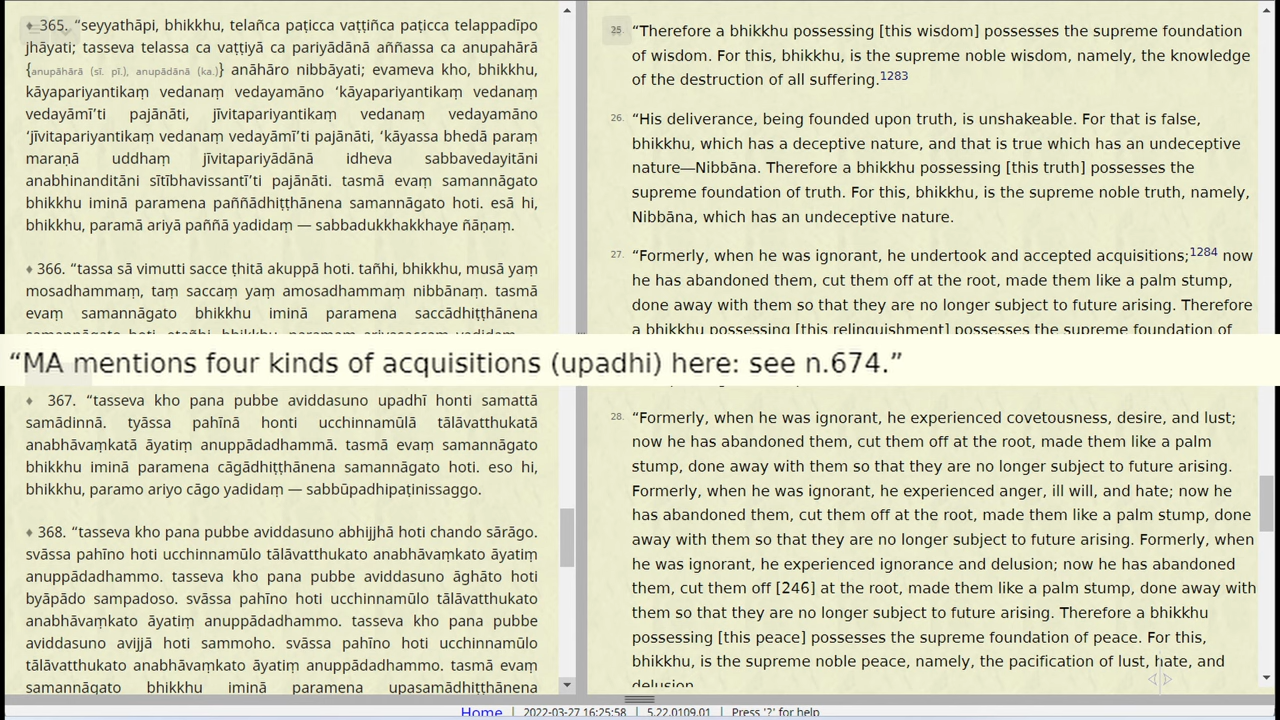 ♦ 365. “seyyathāpi, bhikkhu, telañca paṭicca vaṭṭiñca paṭicca telappadīpo
jhāyati; tasseva telassa ca vaṭṭiyā ca pariyādānā aññassa ca anupahārā
{anupāhārā (sī. pī.), anupādānā (ka.)} anāhāro nibbāyati; evameva kho, bhikkhu,
kāyapariyantikaṃ vedanaṃ vedayamāno ‘kāyapariyantikaṃ vedanaṃ
vedayāmī’ti pajānāti, jīvitapariyantikaṃ vedanaṃ vedayamāno
‘jīvitapariyantikaṃ vedanaṃ vedayāmī’ti pajānāti, ‘kāyassa bhedā paraṃ
maraṇā uddhaṃ jīvitapariyādānā idheva sabbavedayitāni
anabhinanditāni sītībhavissantī’ti pajānāti. tasmā evaṃ samannāgato
bhikkhu iminā paramena paññādhiṭṭhānena samannāgato hoti. esā hi,
bhikkhu, paramā ariyā paññā yadidaṃ — sabbadukkhakkhaye ñāṇaṃ.
♦ 366. “tassa sā vimutti sacce ṭhitā akuppā hoti. tañhi, bhikkhu, musā yaṃ
mosadhammaṃ, taṃ saccaṃ yaṃ amosadhammaṃ nibbānaṃ. tasmā
evaṃ samannāgato bhikkhu iminā paramena saccādhiṭṭhānena
♦ 367. “tasseva kho pana pubbe aviddasuno upadhī honti samattā
samādinnā. tyāssa pahīnā honti ucchinnamūlā tālāvatthukatā
anabhāvaṃkatā āyatiṃ anuppādadhammā. tasmā evaṃ samannāgato
bhikkhu iminā paramena cāgādhiṭṭhānena samannāgato hoti. eso hi,
bhikkhu, paramo ariyo cāgo yadidaṃ — sabbūpadhipaṭinissaggo.
♦ 368. “tasseva kho pana pubbe aviddasuno abhijjhā hoti chando sārāgo.
svāssa pahīno hoti ucchinnamūlo tālāvatthukato anabhāvaṃkato āyatiṃ
anuppādadhammo. tasseva kho pana pubbe aviddasuno āghāto hoti
byāpādo sampadoso. svāssa pahīno hoti ucchinnamūlo tālāvatthukato
anabhāvaṃkato āyatiṃ anuppādadhammo. tasseva kho pana pubbe
aviddasuno avijjā hoti sammoho. svāssa pahīno hoti ucchinnamūlo
tālāvatthukato anabhāvaṃkato āyatiṃ anuppādadhammo. tasmā evaṃ
samannāgato bhikkhu iminā paramena upasamādhiṭṭhānena
25. “Therefore a bhikkhu possessing [this wisdom] possesses the supreme foundation
of wisdom. For this, bhikkhu, is the supreme noble wisdom, namely, the knowledge
of the destruction of all suffering.1283
26. “His deliverance, being founded upon truth, is unshakeable. For that is false,
bhikkhu, which has a deceptive nature, and that is true which has an undeceptive
nature—Nibbāna. Therefore a bhikkhu possessing [this truth] possesses the
supreme foundation of truth. For this, bhikkhu, is the supreme noble truth, namely,
Nibbāna, which has an undeceptive nature.
27. “Formerly, when he was ignorant, he undertook and accepted acquisitions;1284 now
he has abandoned them, cut them off at the root, made them like a palm stump,
done away with them so that they are no longer subject to future arising. Therefore
a bhikkhu possessing [this relinquishment] possesses the supreme foundation of
“MA mentions four kinds of acquisitions (upadhi) here: see n.674.”
28. “Formerly, when he was ignorant, he experienced covetousness, desire, and lust;
now he has abandoned them, cut them off at the root, made them like a palm
stump, done away with them so that they are no longer subject to future arising.
Formerly, when he was ignorant, he experienced anger, ill will, and hate; now he
has abandoned them, cut them off at the root, made them like a palm stump, done
away with them so that they are no longer subject to future arising. Formerly, when
he was ignorant, he experienced ignorance and delusion; now he has abandoned
them, cut them off [246] at the root, made them like a palm stump, done away with
them so that they are no longer subject to future arising. Therefore a bhikkhu
possessing [this peace] possesses the supreme foundation of peace. For this,
bhikkhu, is the supreme noble peace, namely, the pacification of lust, hate, and
delusion
Home | 2022-03-27 16:25:58 | 5.22.0109.01 | Press '?' for help